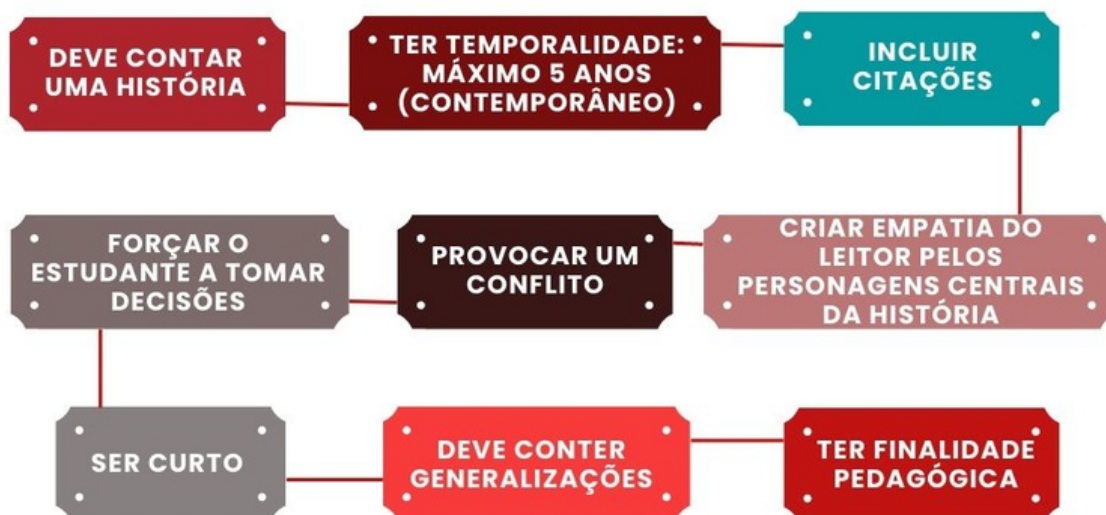 DEVE CONTAR
UMA HISTÓRIA
TER TEMPORALIDADE:
MÁXIMO 5 ANOS
(CONTEMPORÂNEO)
INCLUIR
CITAÇÕES
CRIAR EMPATIA DO
LEITOR PELOS
PERSONAGENS CENTRAIS
DA HISTÓRIA
PROVOCAR UM
CONFLITO
FORÇAR O
ESTUDANTE A TOMAR
DECISÕES
SER CURTO
DEVE CONTER
GENERALIZAÇÕES
TER FINALIDADE
PEDAGÓGICA